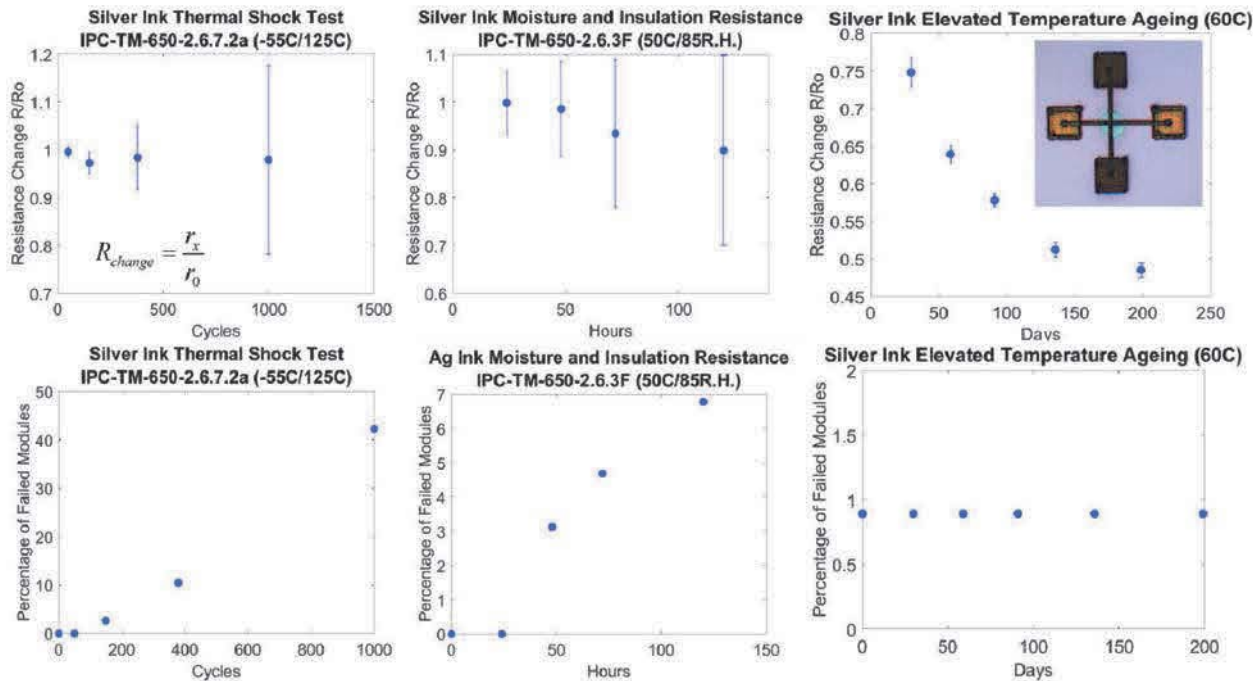 Silver Ink Thermal Shock Test
IPC-TM-650-2.6.7.2a (-55C/125C)
Resistance Change R/Ro
1.2
1.1
1
0.9
0.8
0.7
R_change = r_x / r_0
0
500
1000
1500
Cycles
Silver Ink Moisture and Insulation Resistance
IPC-TM-650-2.6.3F (50C/85R.H.)
Resistance Change R/Ro
1.2
1.1
1
0.9
0.8
0.7
0.6
0
50
100
Hours
Silver Ink Elevated Temperature Ageing (60C)
Resistance Change R/Ro
0.8
0.75
0.7
0.65
0.6
0.55
0.5
0.45
0
50
100
150
200
250
Days
Silver Ink Thermal Shock Test
IPC-TM-650-2.6.7.2a (-55C/125C)
Percentage of Failed Modules
50
40
30
20
10
0
0
200
400
600
800
1000
Cycles
Ag Ink Moisture and Insulation Resistance
IPC-TM-650-2.6.3F (50C/85R.H.)
Percentage of Failed Modules
7
6
5
4
3
2
1
0
0
50
100
150
Hours
Silver Ink Elevated Temperature Ageing (60C)
Percentage of Failed Modules
2
1.5
1
0.5
0
0
50
100
150
200
Days